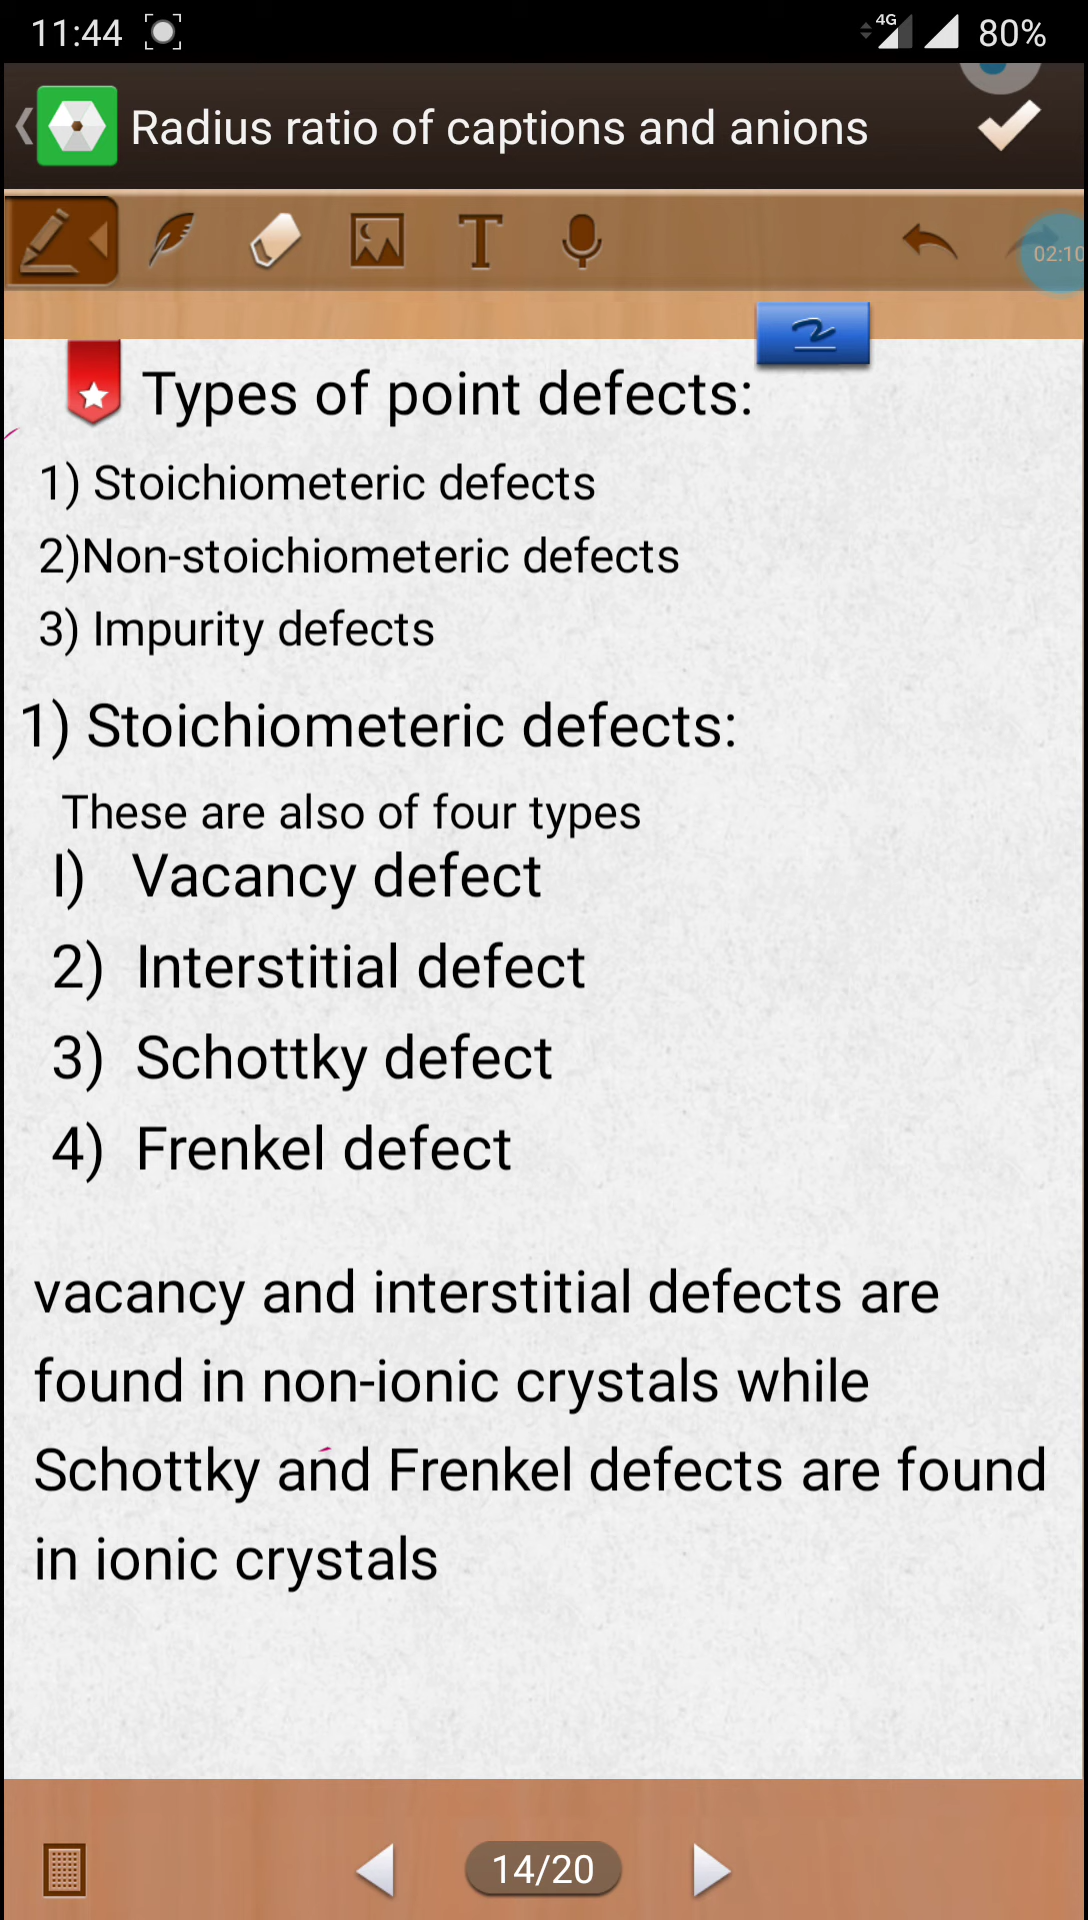 11:44 4G 80%
Radius ratio of captions and anions
T
02:10
2
Types of point defects:
1) Stoichiometeric defects
2)Non-stoichiometeric defects
3) Impurity defects
1) Stoichiometeric defects:
These are also of four types
I) Vacancy defect
2) Interstitial defect
3) Schottky defect
4) Frenkel defect
vacancy and interstitial defects are
found in non-ionic crystals while
Schottky and Frenkel defects are found
in ionic crystals
14/20